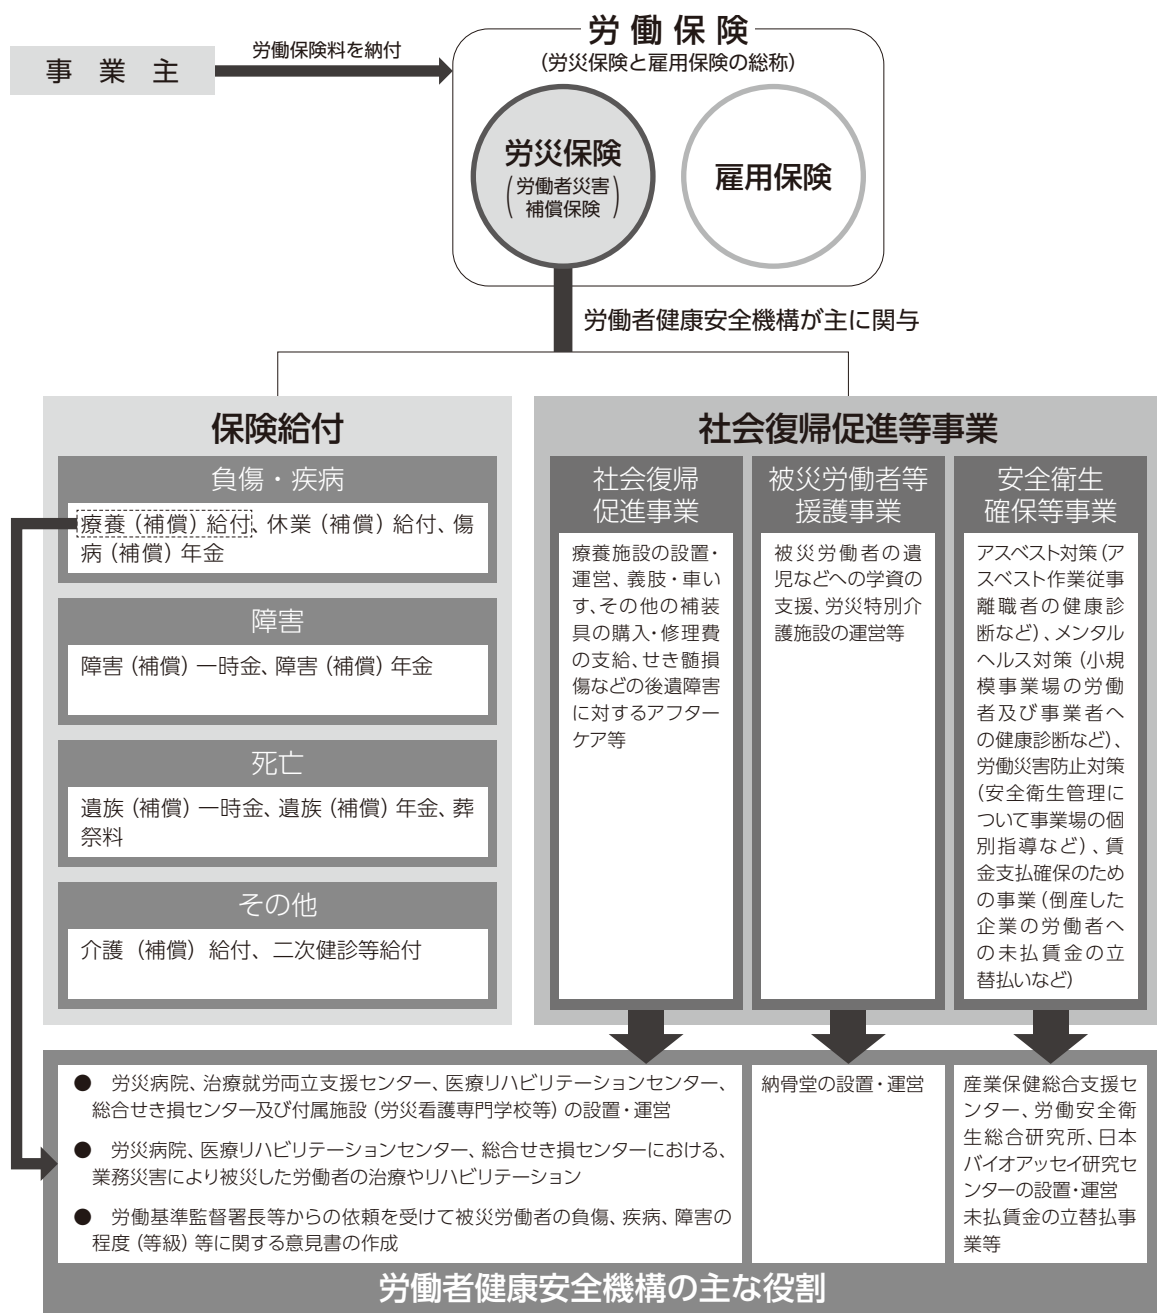 労働保険
(労災保険と雇用保険の総称)
事業主
労働保険料を納付
労災保険
(労働者災害
補償保険)
雇用保険
労働者健康安全機構が主に関与
保険給付
負傷・疾病
療養(補償)給付、休業(補償)給付、傷
病(補償)年金
障害
障害(補償)一時金、障害(補償)年金
死亡
遺族(補償)一時金、遺族(補償)年金、葬
祭料
その他
介護(補償)給付、二次健診等給付
社会復帰促進等事業
社会復帰
促進事業
療養施設の設置・
運営、義肢・車い
す、その他の補装
具の購入・修理費
の支給、せき髄損
傷などの後遺障害
に対するアフター
ケア等
被災労働者等
援護事業
被災労働者の遺
児などへの学資の
支援、労災特別介
護施設の運営等
安全衛生
確保等事業
アスベスト対策(ア
スベスト作業従事
離職者の健康診
断など)、メンタル
ヘルス対策(小規
模事業場の労働
者及び事業者へ
の健康診断など)、
労働災害防止対策
(安全衛生管理に
ついて事業場の個
別指導など)、賃
金支払確保のため
の事業(倒産した
企業の労働者へ
の未払賃金の立
替払いなど)
● 労災病院、治療就労両立支援センター、医療リハビリテーションセンター、
総合せき損センター及び付属施設(労災看護専門学校等)の設置・運営
● 労災病院、医療リハビリテーションセンター、総合せき損センターにおける、
業務災害により被災した労働者の治療やリハビリテーション
● 労働基準監督署長等からの依頼を受けて被災労働者の負傷、疾病、障害の
程度(等級)等に関する意見書の作成
納骨堂の設置・運営
産業保健総合支援セ
ンター、労働安全衛
生総合研究所、日本
バイオアッセイ研究セ
ンターの設置・運営
未払賃金の立替払事
業等
労働者健康安全機構の主な役割